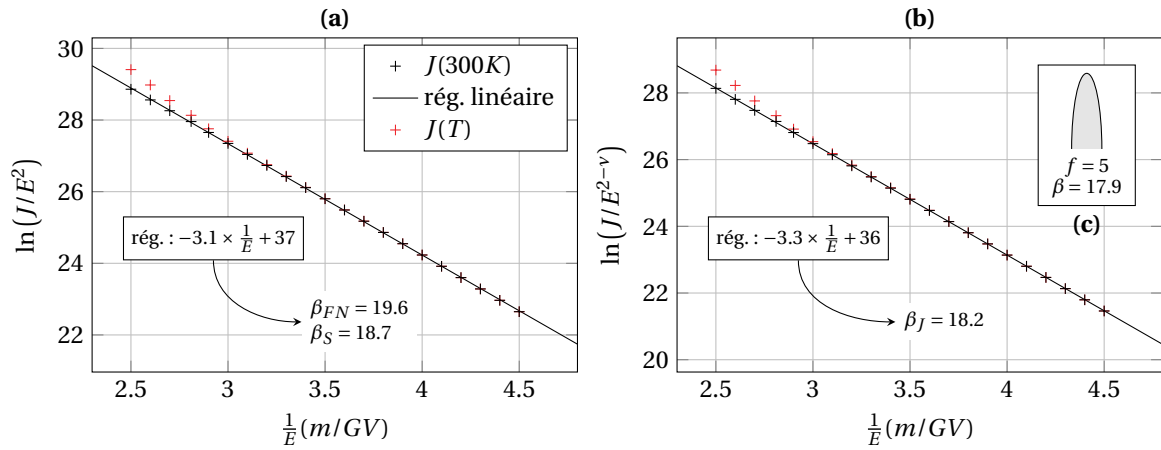 (a)
30
28
26
24
22
ln(J/E²)
J(300K)
rég. linéaire
J(T)
rég. : −3.1 × 1/E + 37
β_FN = 19.6
β_S = 18.7
2.5 3 3.5 4 4.5
1/E (m/GV)
(b)
28
26
24
22
20
ln(J/E^{2−ν})
f = 5
β = 17.9
(c)
rég. : −3.3 × 1/E + 36
β_J = 18.2
2.5 3 3.5 4 4.5
1/E (m/GV)